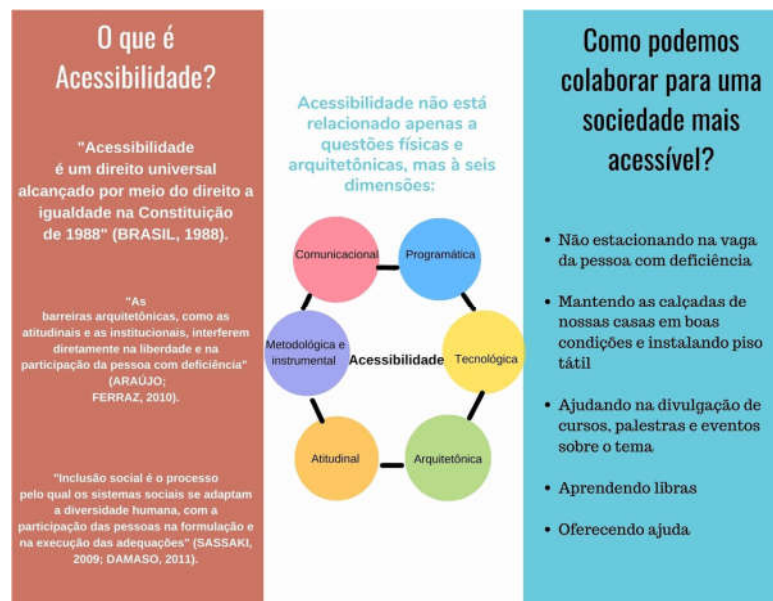 O que é
Acessibilidade?
"Acessibilidade
é um direito universal
alcançado por meio do direito a
igualdade na Constituição
de 1988" (BRASIL, 1988).
"As
barreiras arquitetônicas, como as
atitudinais e as institucionais, interferem
diretamente na liberdade e na
participação da pessoa com deficiência"
(ARAÚJO;
FERRAZ, 2010).
"Inclusão social é o processo
pelo qual os sistemas sociais se adaptam
a diversidade humana, com a
participação das pessoas na formulação e
na execução das adequações" (SASSAKI,
2009; DAMASO, 2011).
Acessibilidade não está
relacionado apenas a
questões físicas e
arquitetônicas, mas à seis
dimensões:
Comunicacional
Programática
Metodológica e
instrumental
Acessibilidade
Tecnológica
Atitudinal
Arquitetônica
Como podemos
colaborar para uma
sociedade mais
acessível?
• Não estacionando na vaga
da pessoa com deficiência
• Mantendo as calçadas de
nossas casas em boas
condições e instalando piso
tátil
• Ajudando na divulgação de
cursos, palestras e eventos
sobre o tema
• Aprendendo libras
• Oferecendo ajuda